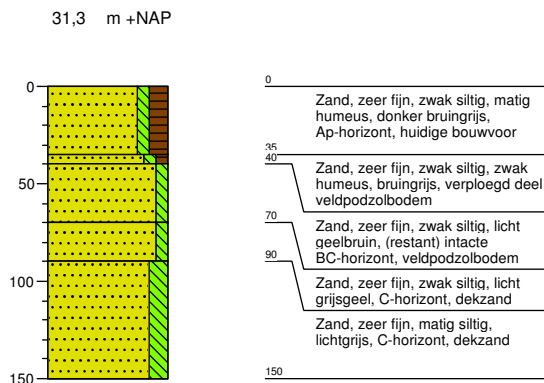 31,3 m +NAP
0
50
100
150
0
Zand, zeer fijn, zwak siltig, matig
humeus, donker bruingrijs,
Ap-horizont, huidige bouwvoor
35
Zand, zeer fijn, zwak siltig, zwak
humeus, bruingrijs, verploegd deel
veldpodzolbodem
40
Zand, zeer fijn, zwak siltig, licht
geelbruin, (restant) intacte
BC-horizont, veldpodzolbodem
70
Zand, zeer fijn, zwak siltig, licht
grijsgeel, C-horizont, dekzand
90
Zand, zeer fijn, matig siltig,
lichtgrijs, C-horizont, dekzand
150